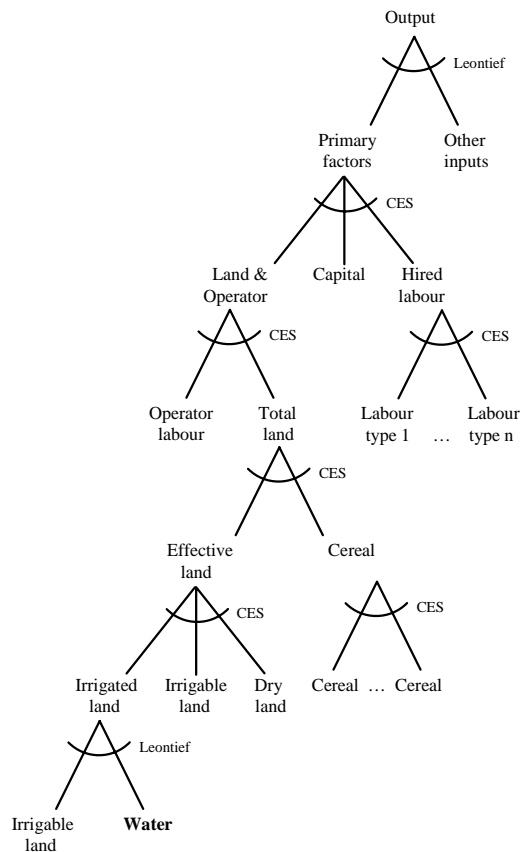 Output
Leontief
Primary factors
Other inputs
CES
Land & Operator
Capital
Hired labour
CES
CES
Operator labour
Total land
Labour type 1
…
Labour type n
CES
Effective land
Cereal
CES
CES
Irrigated land
Irrigable land
Dry land
Cereal … Cereal
Leontief
Irrigable land
Water